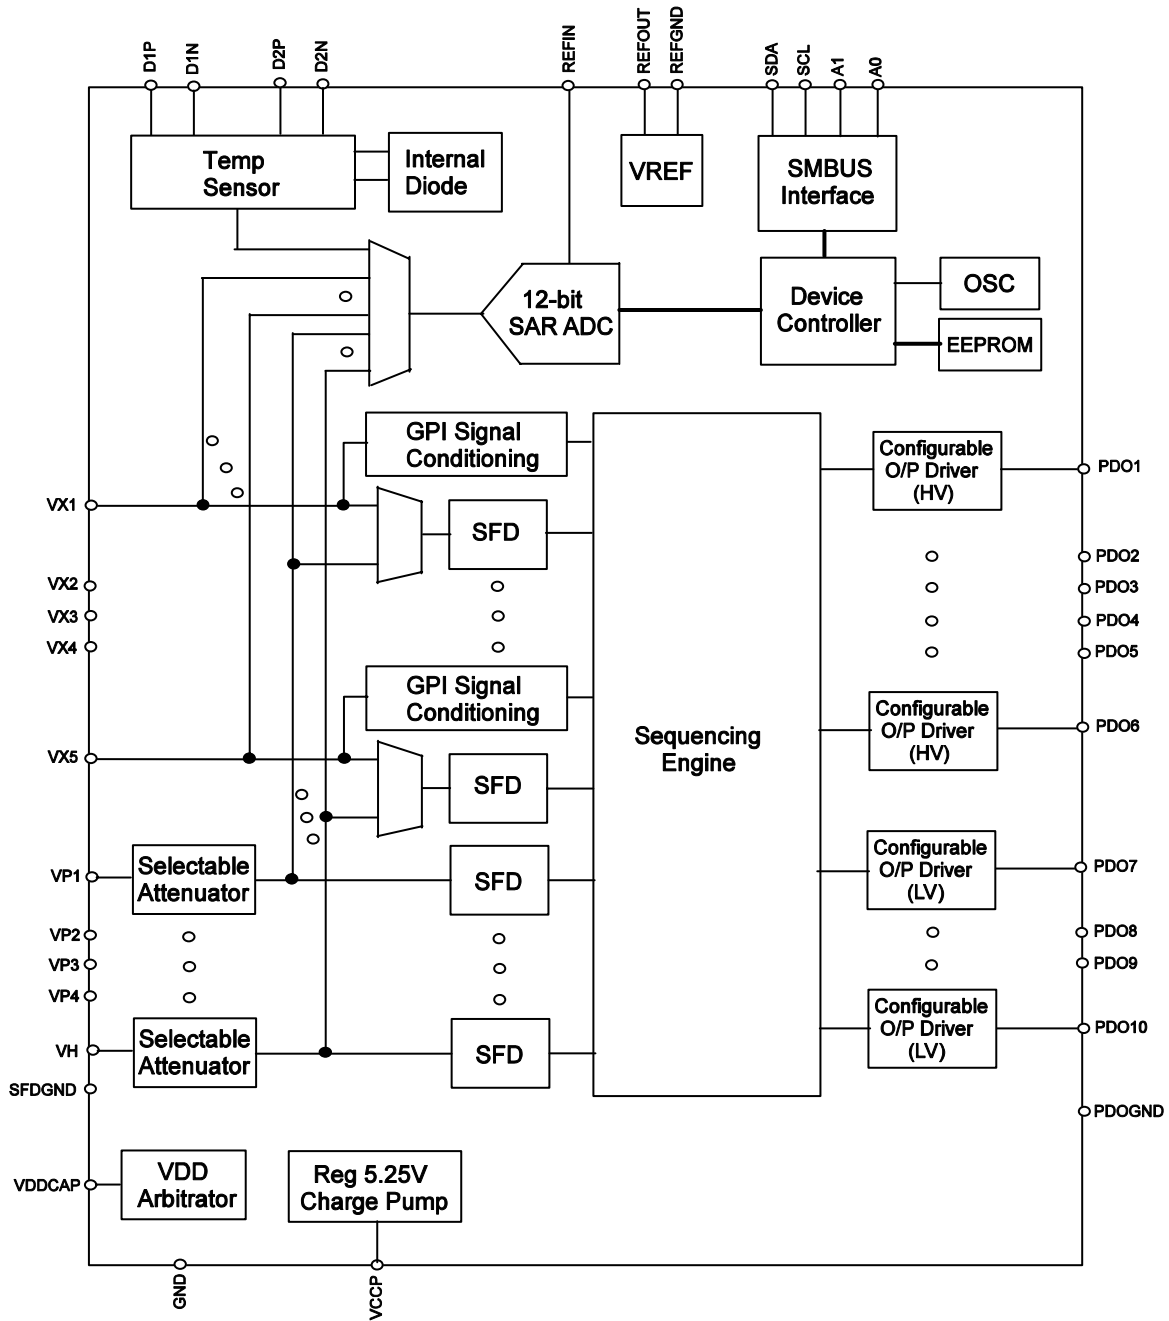 D1P
D1N
D2P
D2N
REFIN
REFOUT
REFGND
SDA
SCL
A1
A0
Temp
Sensor
Internal
Diode
VREF
SMBUS
Interface
12-bit
SAR ADC
Device
Controller
OSC
EEPROM
GPI Signal
Conditioning
Configurable
O/P Driver
(HV)
PDO1
VX1
SFD
PDO2
VX2
PDO3
VX3
PDO4
VX4
PDO5
GPI Signal
Conditioning
Sequencing
Engine
Configurable
O/P Driver
(HV)
PDO6
VX5
SFD
VP1
Selectable
Attenuator
SFD
Configurable
O/P Driver
(LV)
PDO7
VP2
PDO8
VP3
PDO9
VP4
VH
Selectable
Attenuator
SFD
Configurable
O/P Driver
(LV)
PDO10
SFDGND
PDOGND
VDDCAP
VDD
Arbitrator
Reg 5.25V
Charge Pump
GND
VCCP